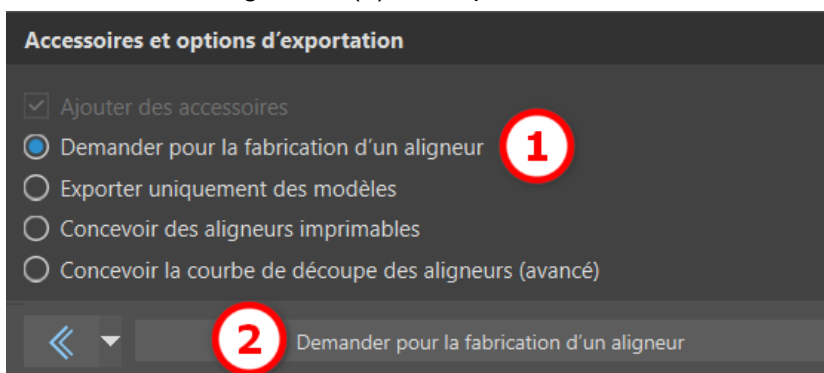 Accessoires et options d'exportation
Ajouter des accessoires
Demander pour la fabrication d'un aligneur
1
Exporter uniquement des modèles
Concevoir des aligneurs imprimables
Concevoir la courbe de découpe des aligneurs (avancé)
2
Demander pour la fabrication d'un aligneur